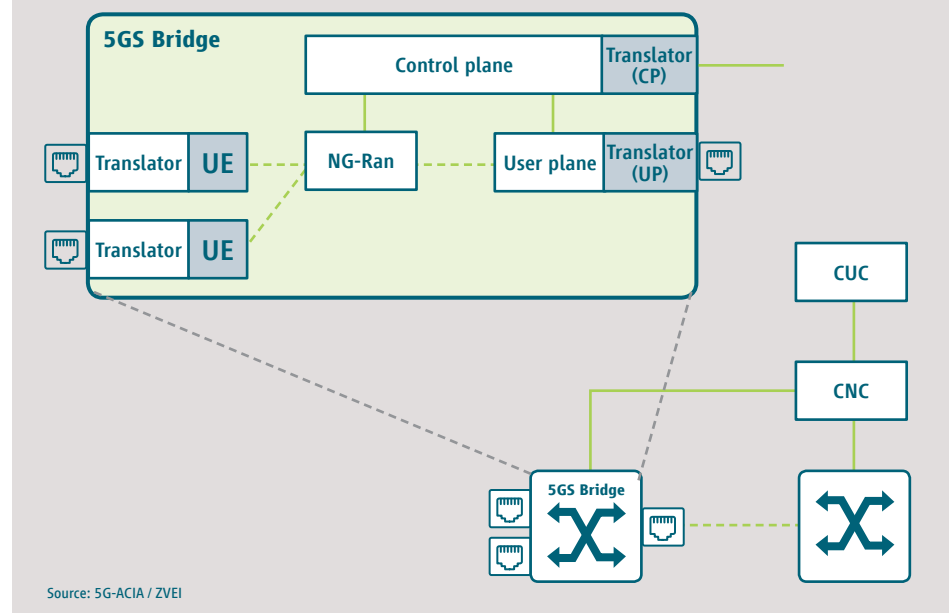 5GS Bridge
Control plane
Translator
(CP)
Translator
UE
NG-Ran
User plane
Translator
(UP)
Translator
UE
CUC
CNC
5GS Bridge
Source: 5G-ACIA / ZVEI